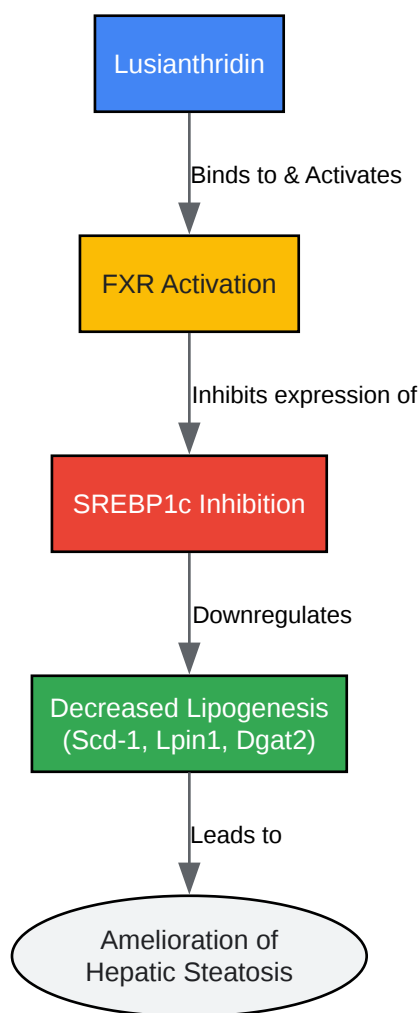 Lusianthridin
Binds to & Activates
FXR Activation
Inhibits expression of
SREBP1c Inhibition
Downregulates
Decreased Lipogenesis
(Scd-1, Lpin1, Dgat2)
Leads to
Amelioration of
Hepatic Steatosis